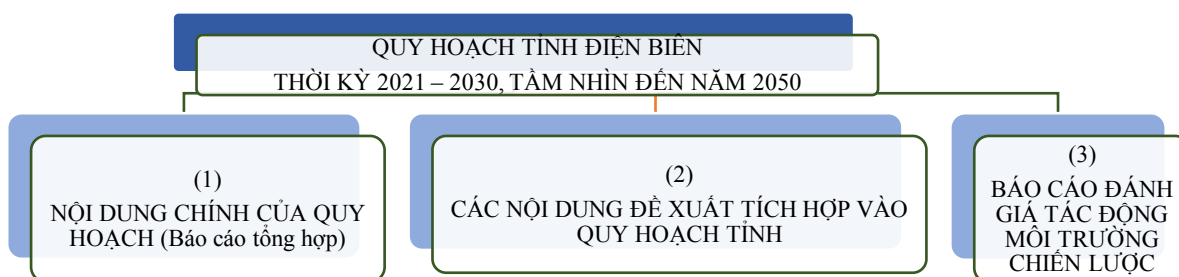 QUY HOẠCH TỈNH ĐIỆN BIÊN
THỜI KỲ 2021 – 2030, TẦM NHÌN ĐẾN NĂM 2050
(1)
NỘI DUNG CHÍNH CỦA QUY
HOẠCH (Báo cáo tổng hợp)
(2)
CÁC NỘI DUNG ĐỀ XUẤT TÍCH HỢP VÀO
QUY HOẠCH TỈNH
(3)
BÁO CÁO ĐÁNH
GIÁ TÁC ĐỘNG
MÔI TRƯỜNG
CHIẾN LƯỢC